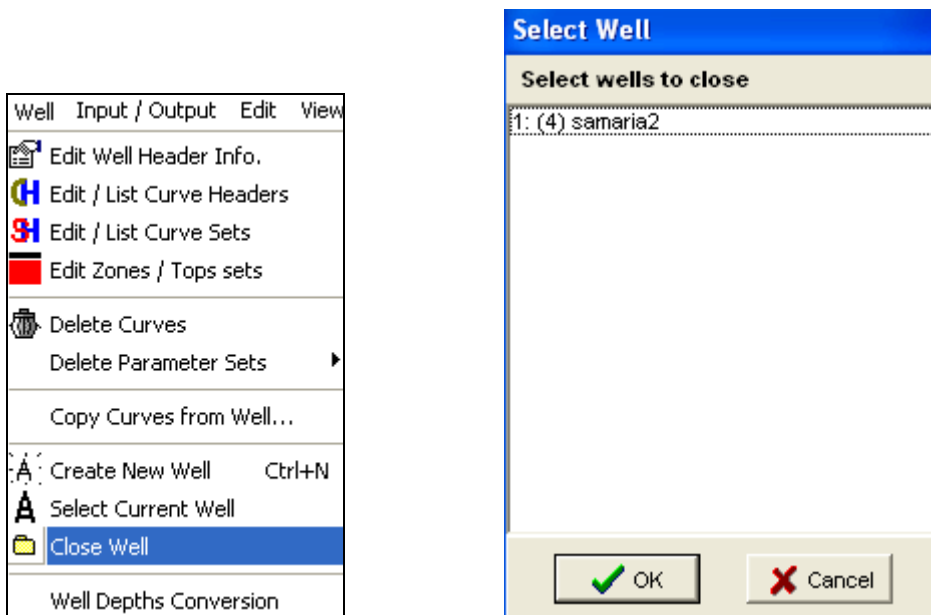 Well Input / Output Edit View
Edit Well Header Info.
Edit / List Curve Headers
Edit / List Curve Sets
Edit Zones / Tops sets
Delete Curves
Delete Parameter Sets
Copy Curves from Well...
Create New Well Ctrl+N
Select Current Well
Close Well
Well Depths Conversion
Select Well
Select wells to close
1: (4) samaria2
OK Cancel